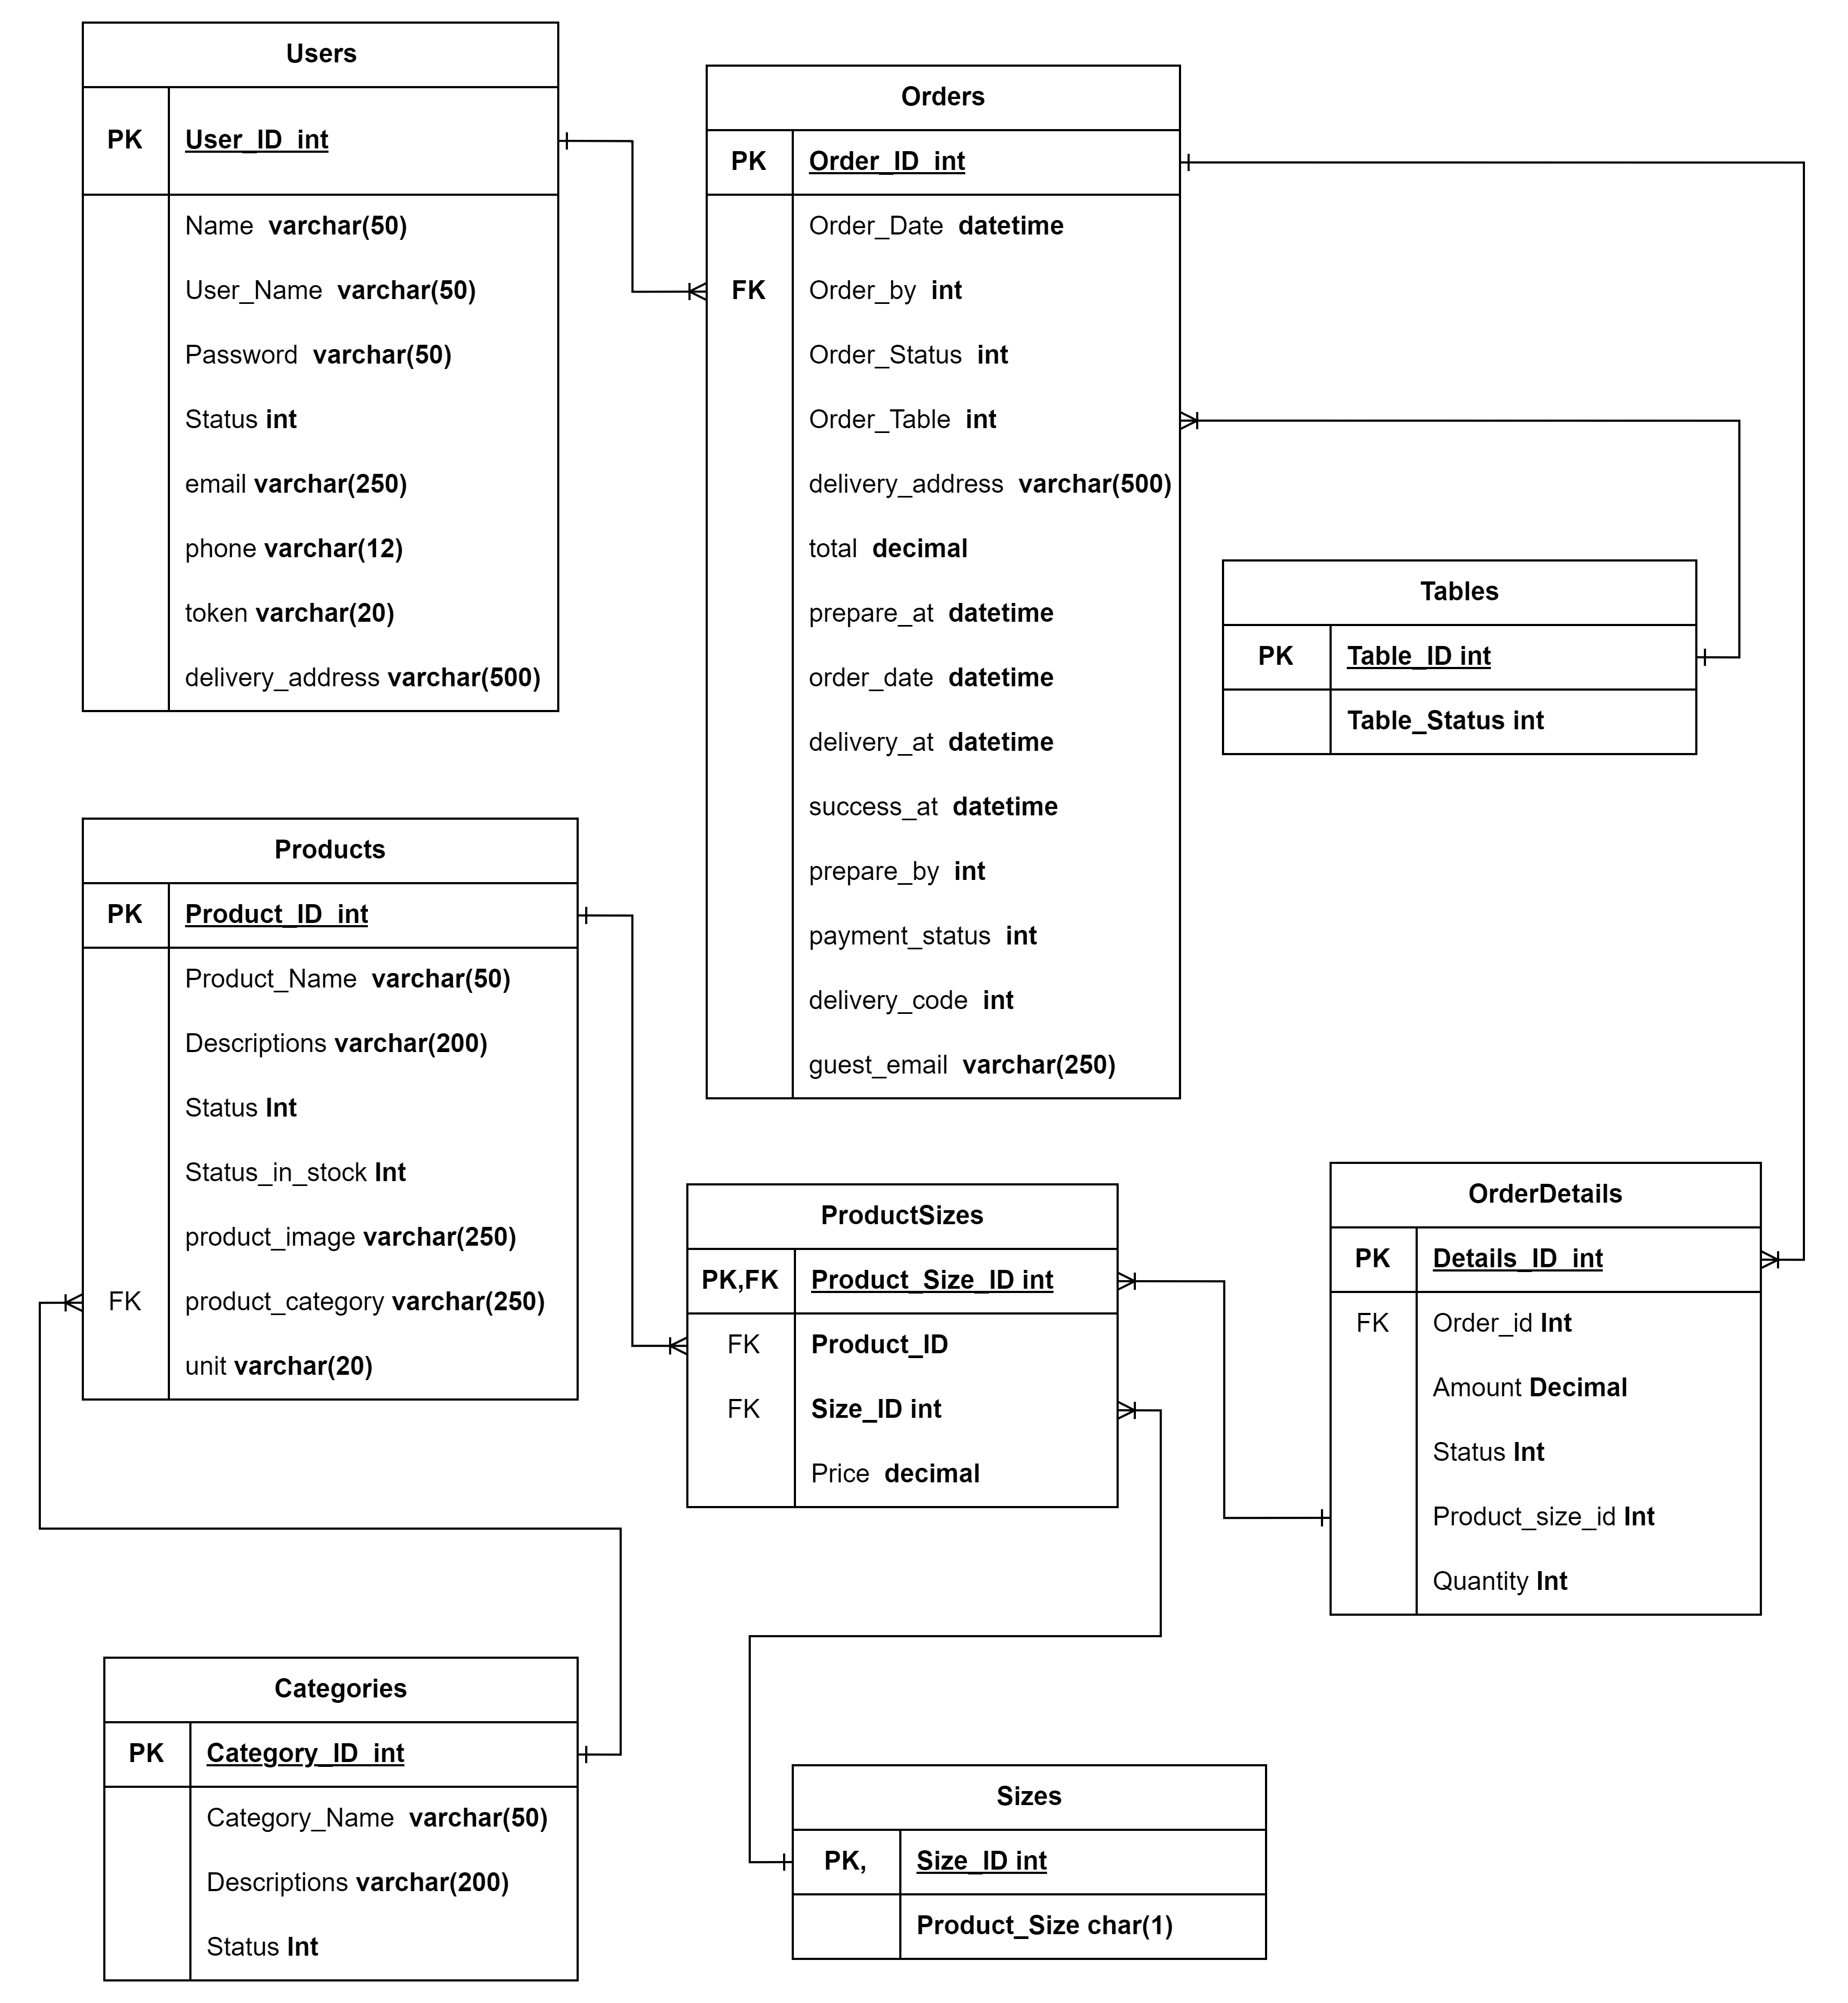 Users
PK User_ID int
Name varchar(50)
User_Name varchar(50)
Password varchar(50)
Status int
email varchar(250)
phone varchar(12)
token varchar(20)
delivery_address varchar(500)
Orders
PK Order_ID int
Order_Date datetime
FK Order_by int
Order_Status int
Order_Table int
delivery_address varchar(500)
total decimal
prepare_at datetime
order_date datetime
delivery_at datetime
success_at datetime
prepare_by int
payment_status int
delivery_code int
guest_email varchar(250)
Tables
PK Table_ID int
Table_Status int
Products
PK Product_ID int
Product_Name varchar(50)
Descriptions varchar(200)
Status Int
Status_in_stock Int
product_image varchar(250)
FK product_category varchar(250)
unit varchar(20)
ProductSizes
PK,FK Product_Size_ID int
FK Product_ID
FK Size_ID int
Price decimal
OrderDetails
PK Details_ID int
FK Order_id Int
Amount Decimal
Status Int
Product_size_id Int
Quantity Int
Categories
PK Category_ID int
Category_Name varchar(50)
Descriptions varchar(200)
Status Int
Sizes
PK, Size_ID int
Product_Size char(1)